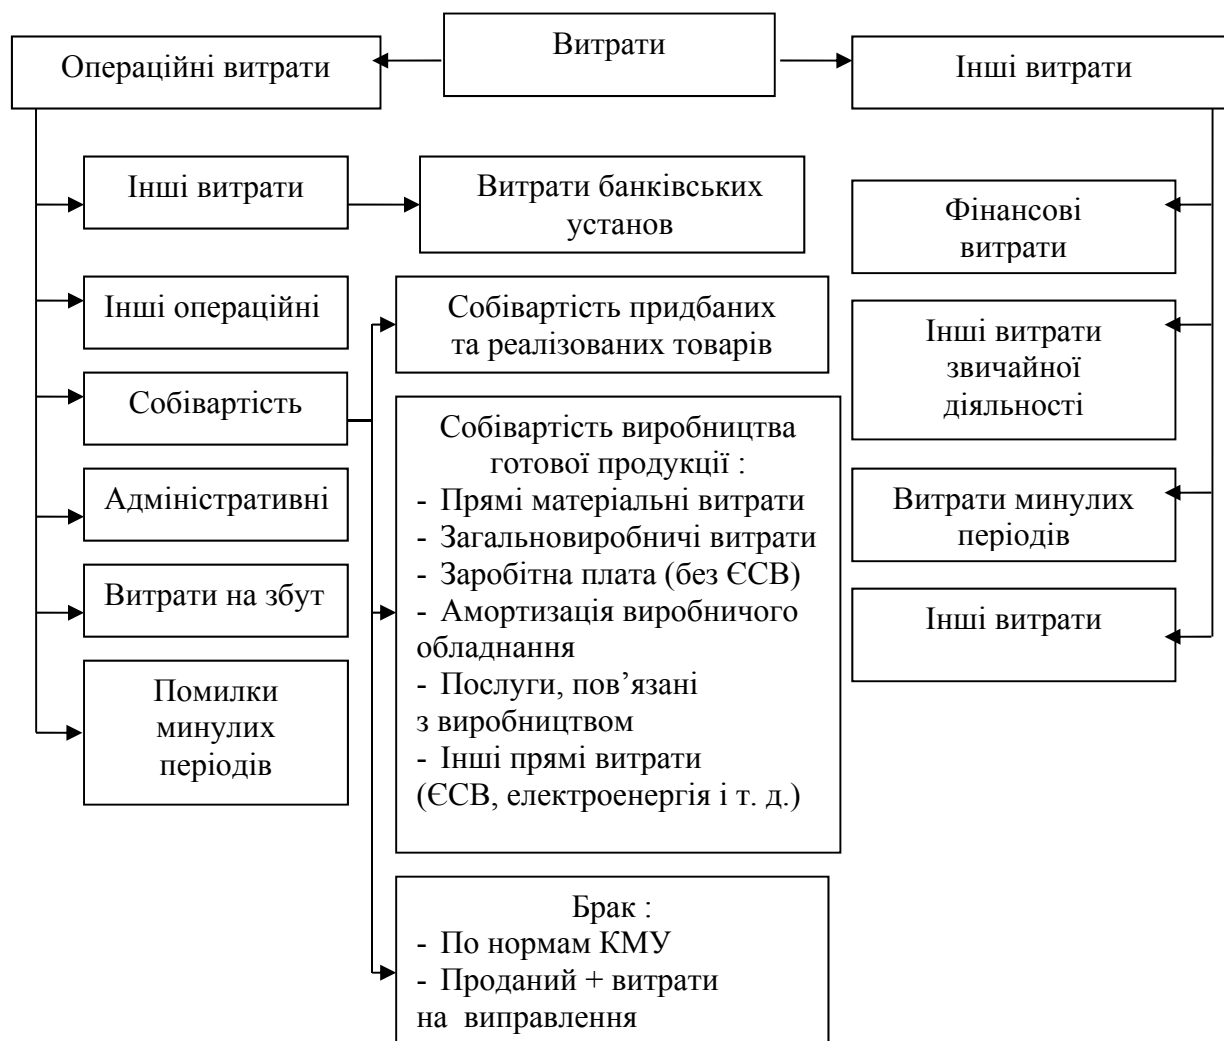 Витрати
Операційні витрати
Інші витрати
Інші витрати
Витрати банківських
установ
Фінансові
витрати
Інші операційні
Собівартість придбаних
та реалізованих товарів
Інші витрати
звичайної
діяльності
Собівартість
Собівартість виробництва
готової продукції :
- Прямі матеріальні витрати
- Загальновиробничі витрати
- Заробітна плата (без ЄСВ)
- Амортизація виробничого
обладнання
- Послуги, пов’язані
з виробництвом
- Інші прямі витрати
(ЄСВ, електроенергія і т. д.)
Адміністративні
Витрати минулих
періодів
Витрати на збут
Інші витрати
Помилки
минулих
періодів
Брак :
- По нормам КМУ
- Проданий + витрати
на виправлення